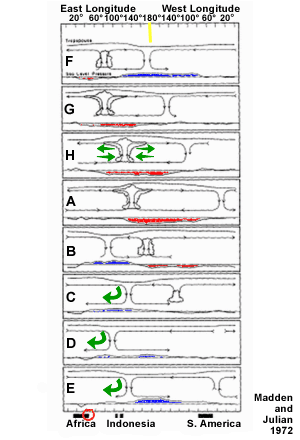 East Longitude West Longitude
20° 60° 100° 140° 180° 140° 100° 60° 20°
Tropopause
F
Sea Level Pressure
G
H
A
B
C
D
E
Africa Indonesia S. America
Madden
and
Julian
1972